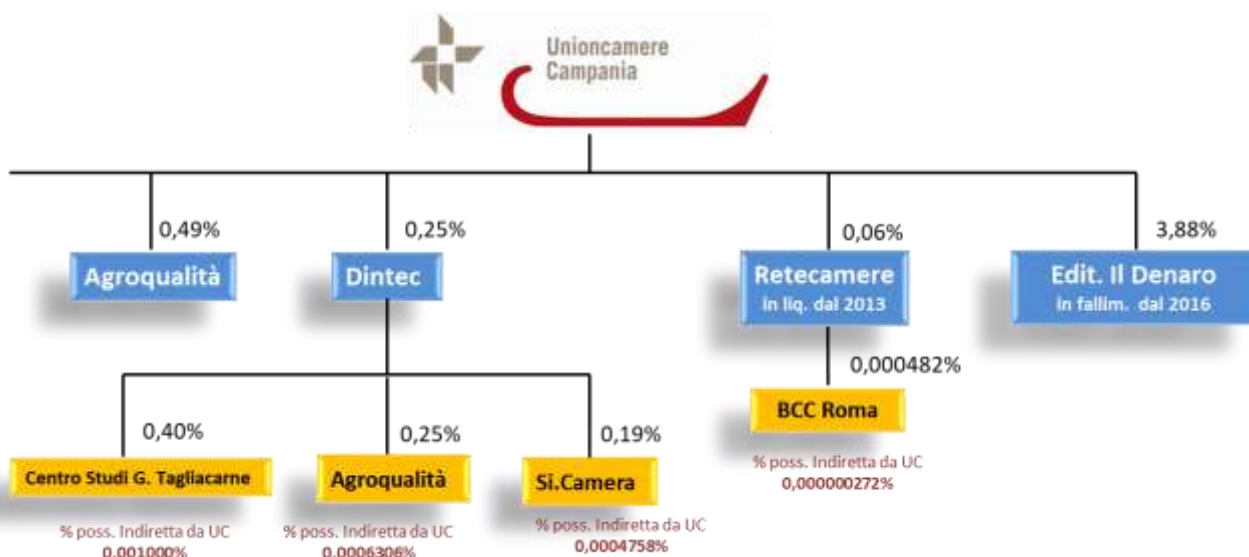 Unioncamere
Campania
0,49%
0,25%
0,06%
3,88%
Agroqualità
Dintec
Retecamere
in liq. dal 2013
Edit. Il Denaro
in fallim. dal 2016
0,000482%
BCC Roma
0,40%
0,25%
0,19%
Centro Studi G. Tagliacarne
Agroqualità
Si.Camera
% poss. Indiretta da UC
0,000000272%
% poss. Indiretta da UC
0,001000%
% poss. Indiretta da UC
0,0006306%
% poss. Indiretta da UC
0,0004758%